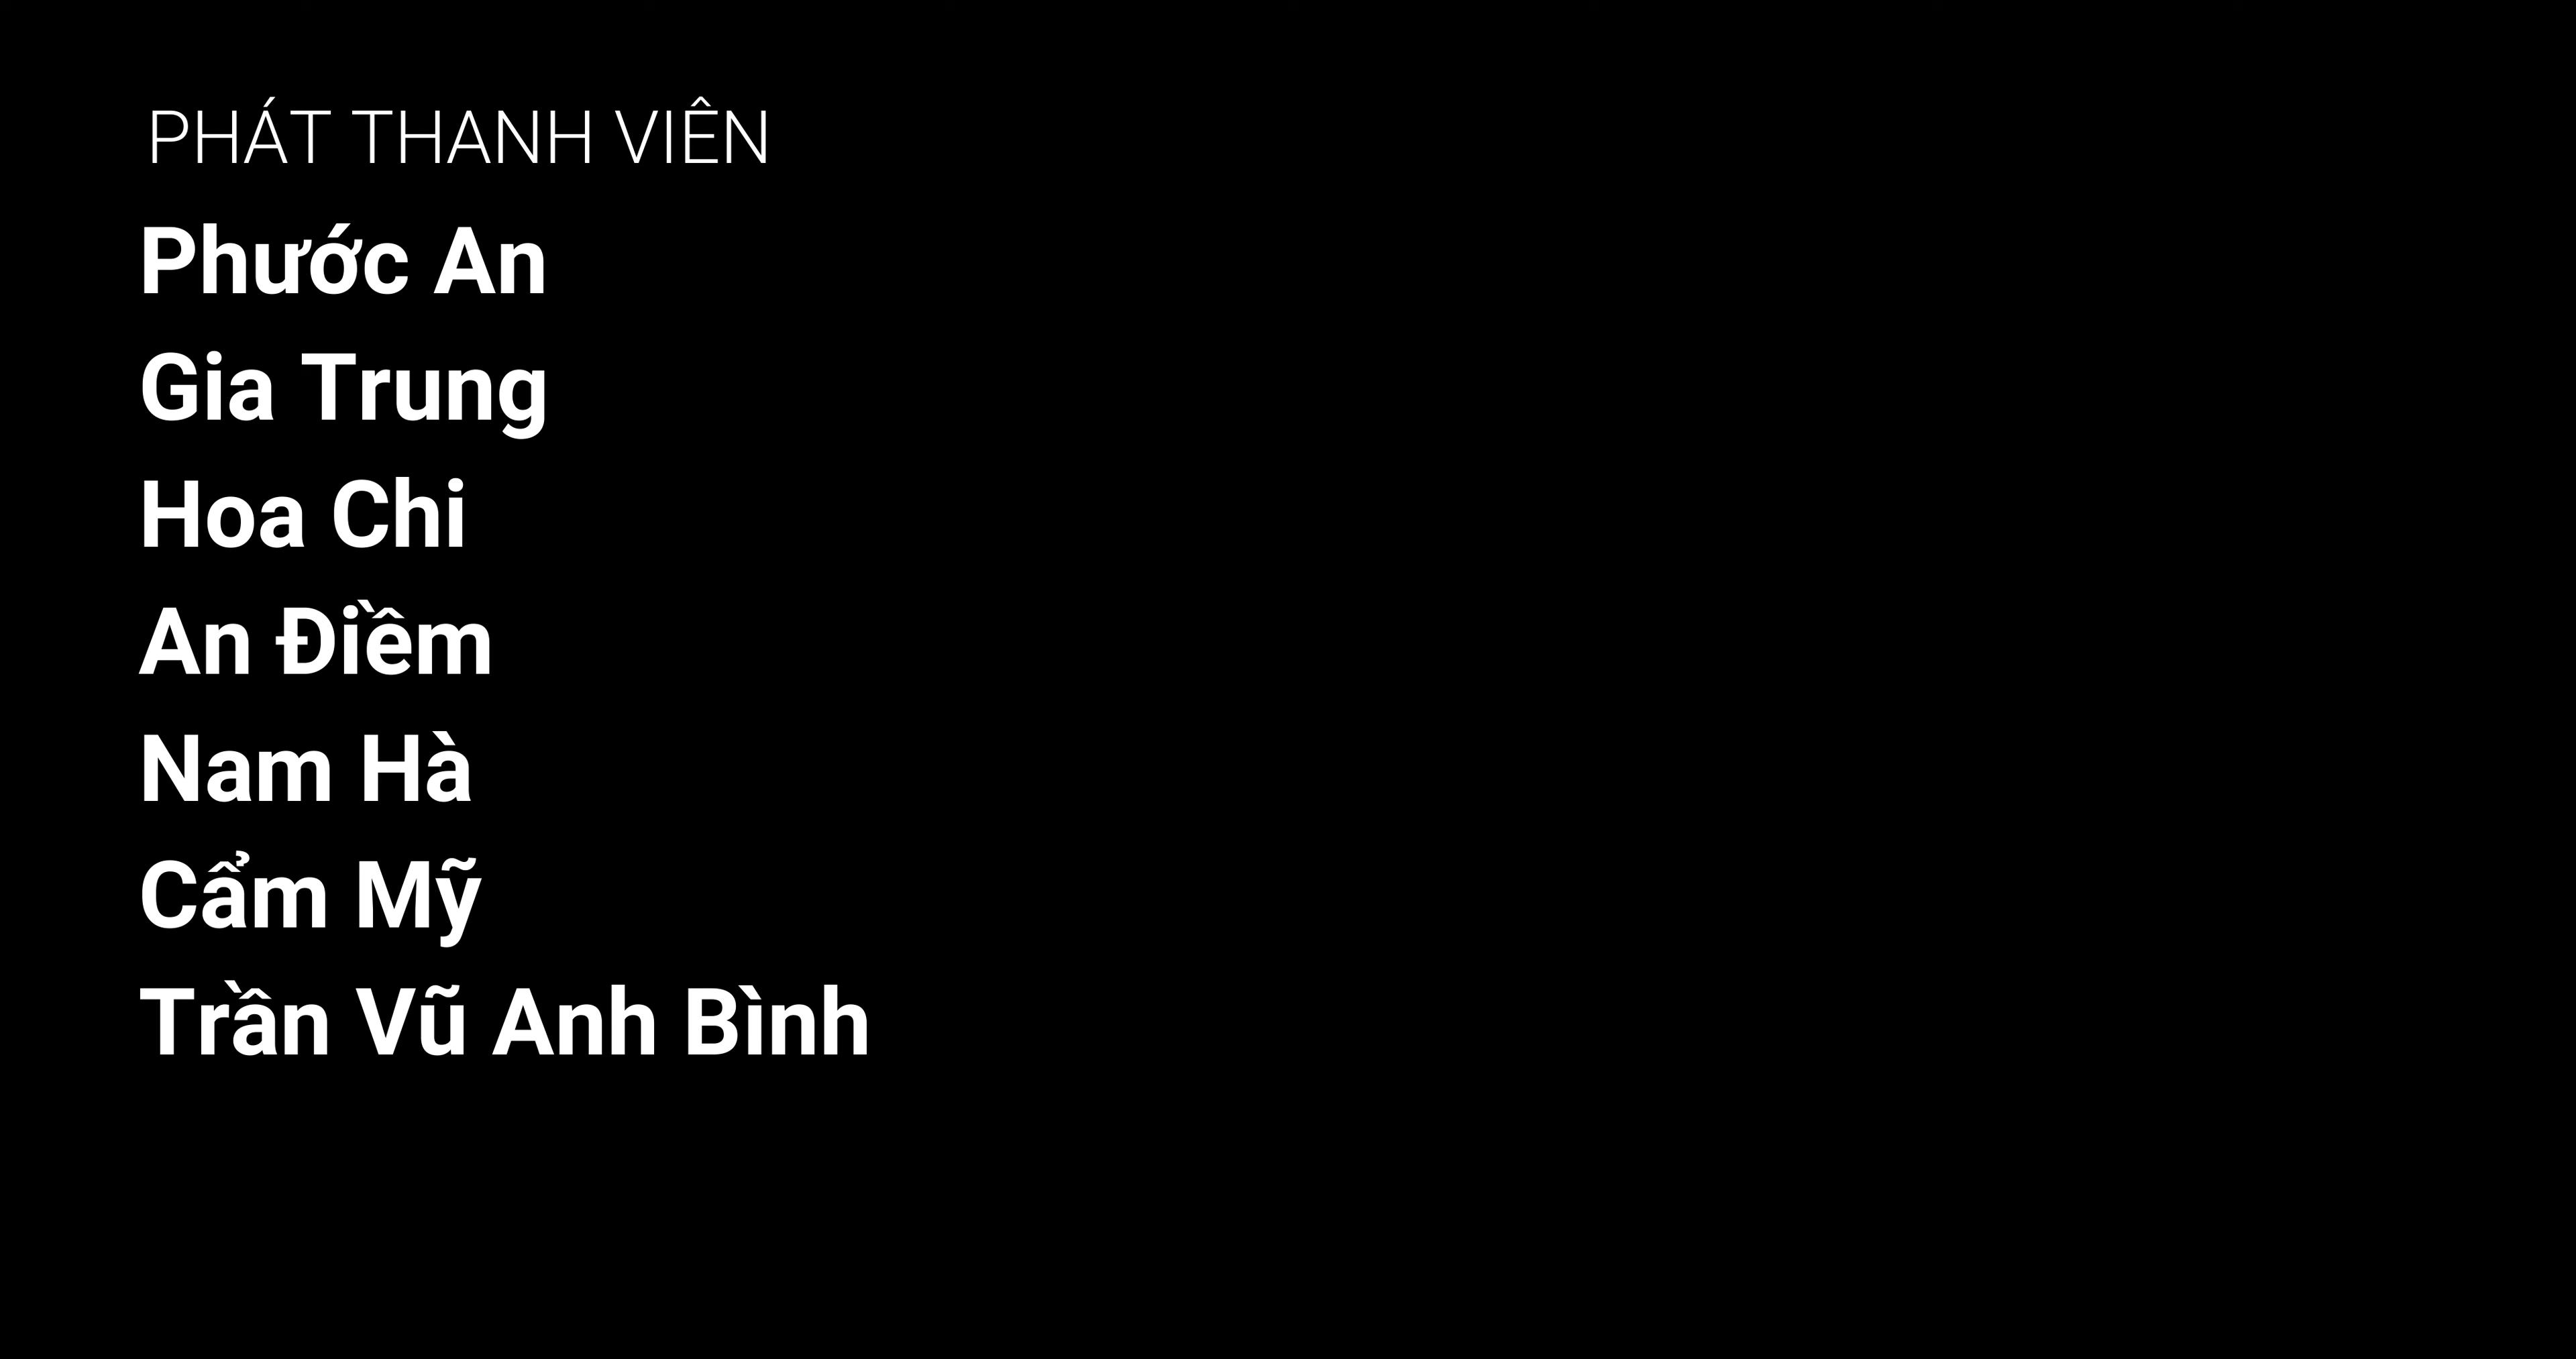 PHÁT THANH VIÊN
Phước An
Gia Trung
Hoa Chi
An Điềm
Nam Hà
Cẩm Mỹ
Trần Vũ Anh Bình